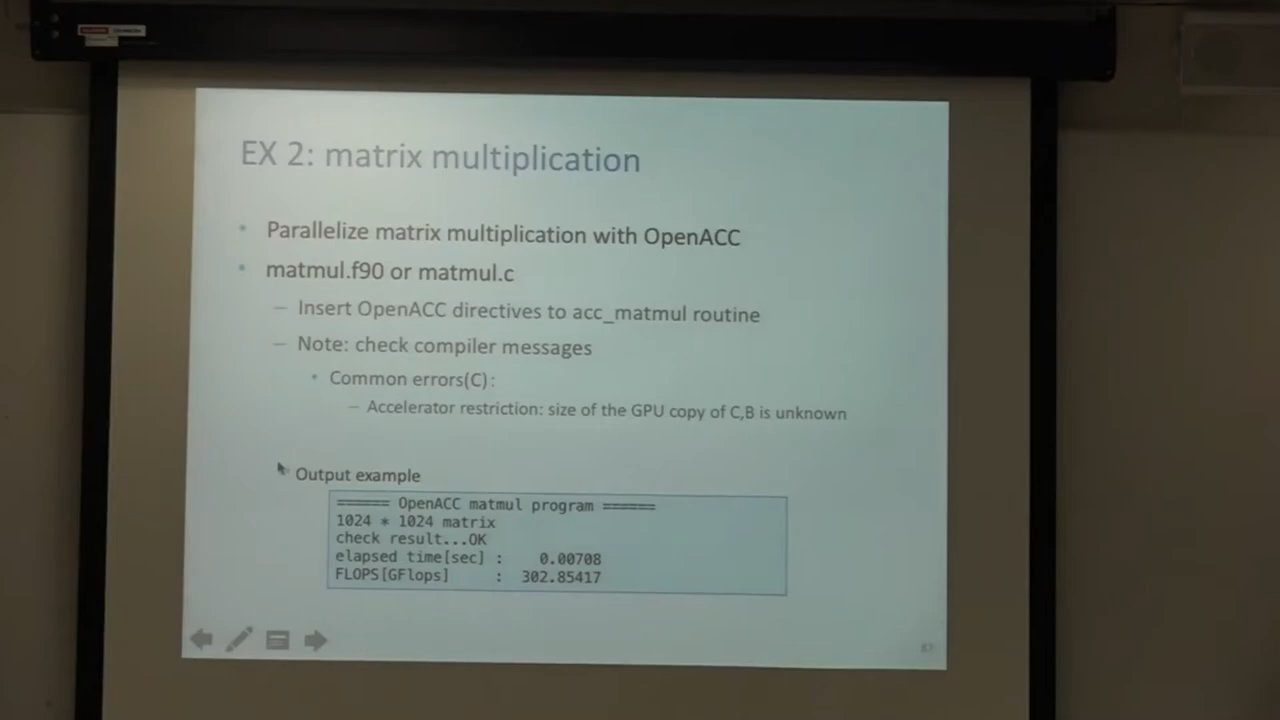 EX 2: matrix multiplication
• Parallelize matrix multiplication with OpenACC
• matmul.f90 or matmul.c
– Insert OpenACC directives to acc_matmul routine
– Note: check compiler messages
• Common errors(C):
– Accelerator restriction: size of the GPU copy of C,B is unknown
Output example
====== OpenACC matmul program ======
1024 * 1024 matrix
check result...OK
elapsed time[sec] : 0.00708
FLOPS[GFlops] : 302.85417